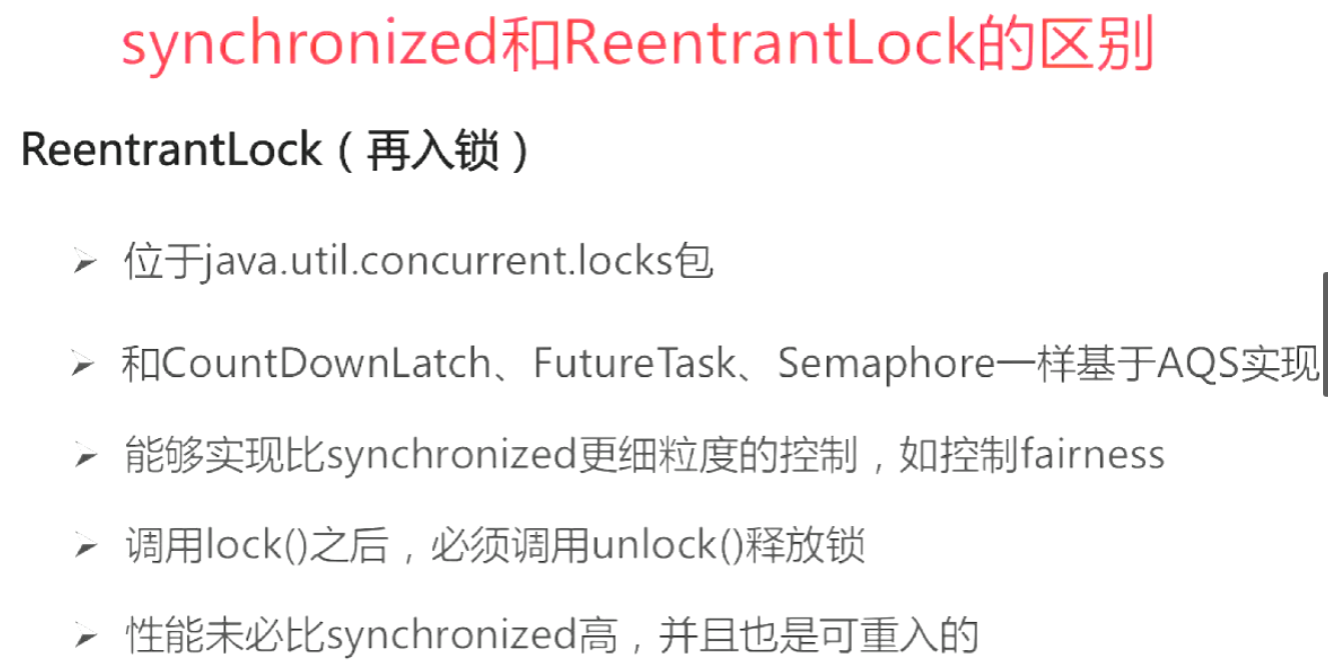 synchronized和ReentrantLock的区别
ReentrantLock（再入锁）
位于java.util.concurrent.locks包
和CountDownLatch、FutureTask、Semaphore一样基于AQS实现
能够实现比synchronized更细粒度的控制，如控制fairness
调用lock()之后，必须调用unlock()释放锁
性能未必比synchronized高，并且也是可重入的